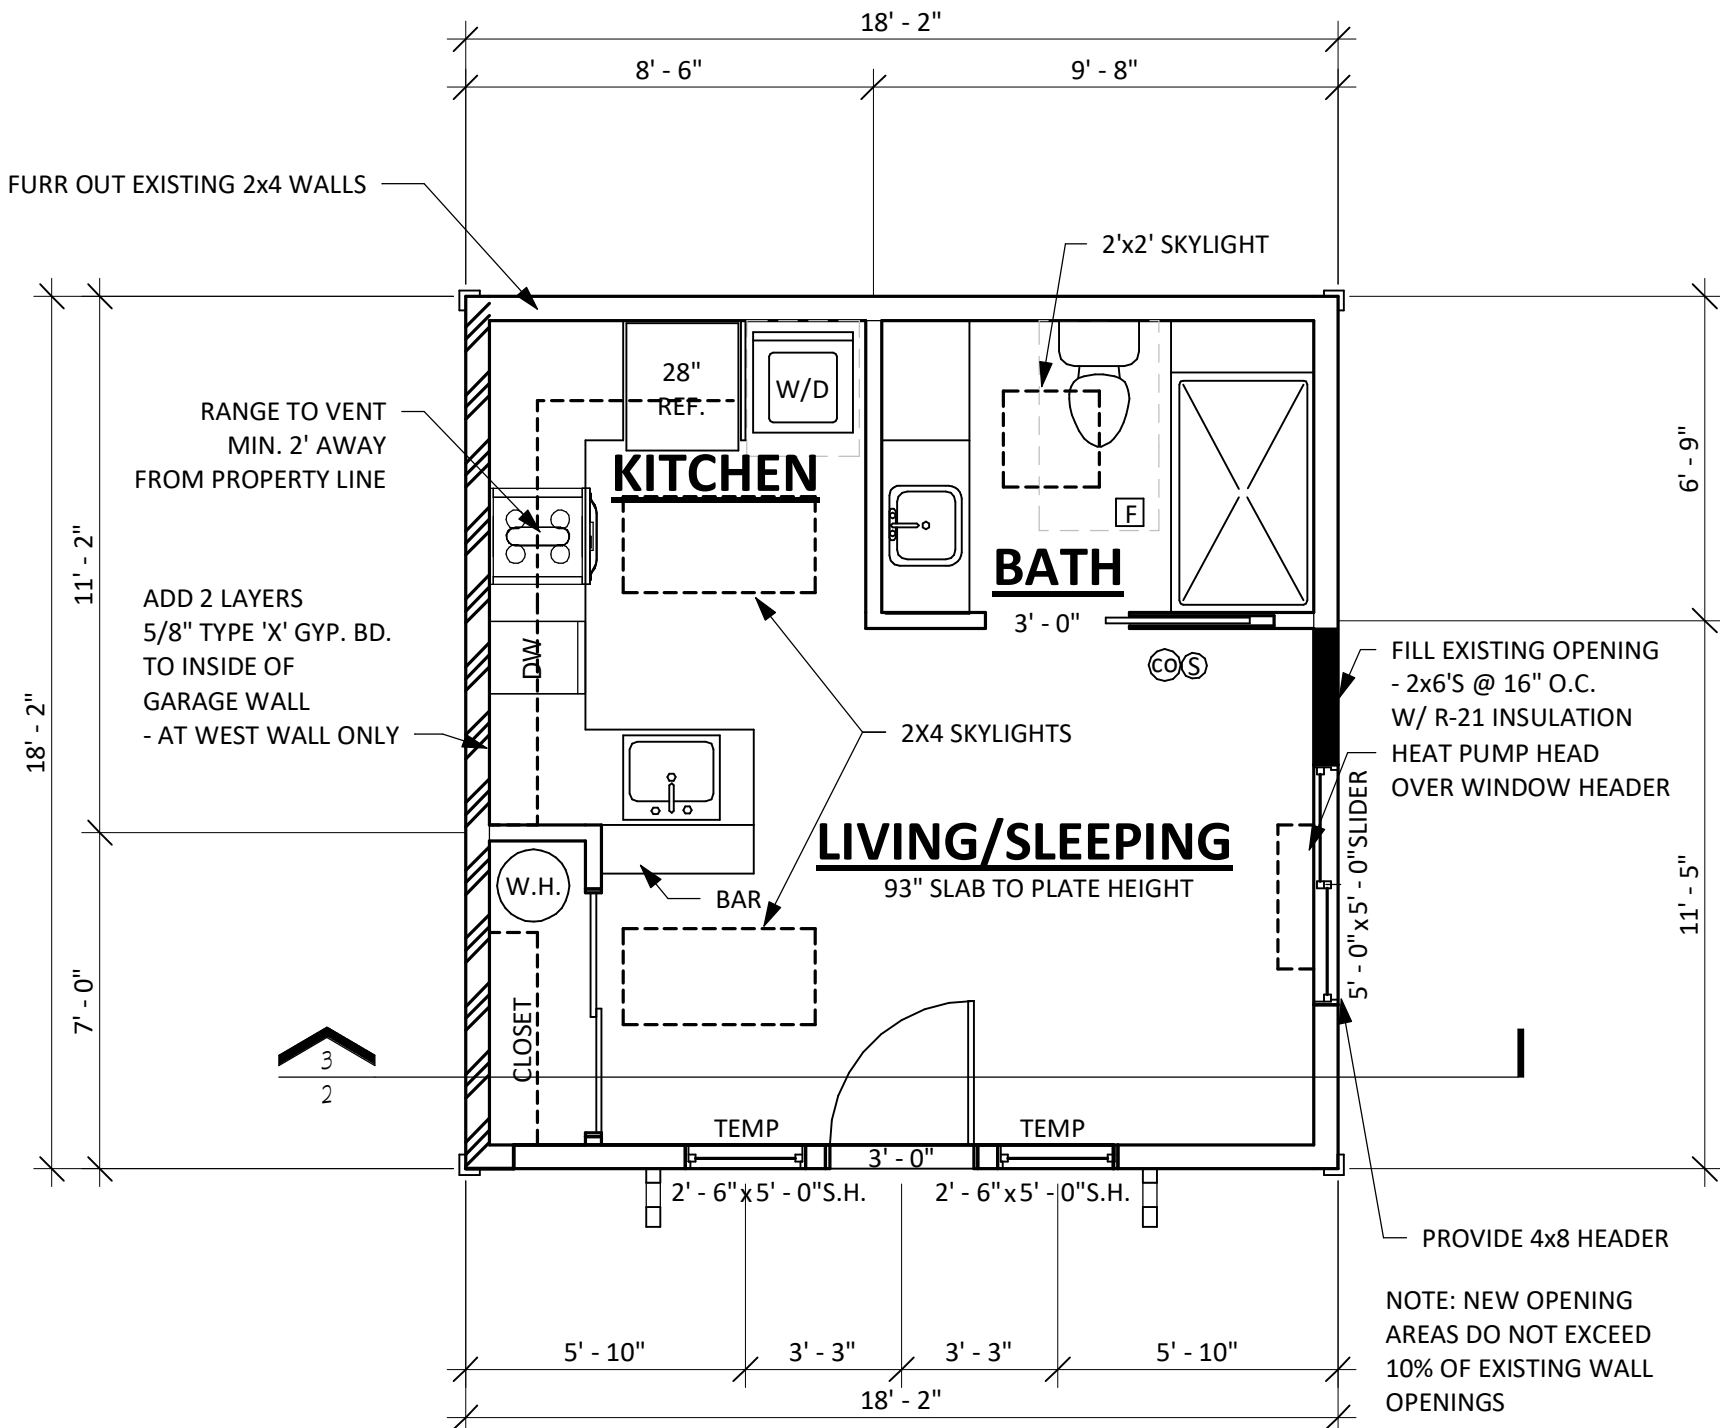 18' - 2"
8' - 6"
9' - 8"
FURR OUT EXISTING 2x4 WALLS
2'x2' SKYLIGHT
28"
REF.
W/D
RANGE TO VENT
MIN. 2' AWAY
FROM PROPERTY LINE
KITCHEN
6' - 9"
F
BATH
11' - 2"
ADD 2 LAYERS
5/8" TYPE 'X' GYP. BD.
TO INSIDE OF
GARAGE WALL
- AT WEST WALL ONLY
3' - 0"
DW
CO
S
FILL EXISTING OPENING
- 2x6'S @ 16" O.C.
W/ R-21 INSULATION
18' - 2"
2X4 SKYLIGHTS
HEAT PUMP HEAD
OVER WINDOW HEADER
LIVING/SLEEPING
93" SLAB TO PLATE HEIGHT
5' - 0"x5' - 0"SLIDER
W.H.
BAR
11' - 5"
7' - 0"
CLOSET
3
2
TEMP
TEMP
3' - 0"
2' - 6"x5' - 0"S.H.
2' - 6"x5' - 0"S.H.
PROVIDE 4x8 HEADER
NOTE: NEW OPENING
AREAS DO NOT EXCEED
10% OF EXISTING WALL
OPENINGS
5' - 10"
3' - 3"
3' - 3"
5' - 10"
18' - 2"